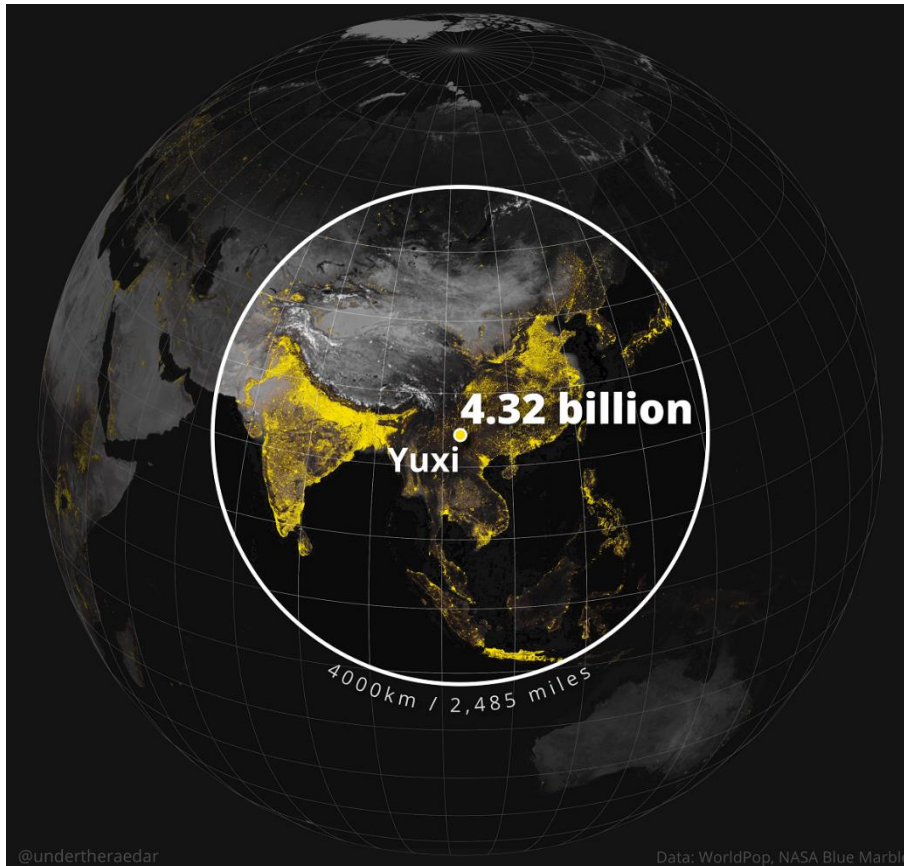 4.32 billion
Yuxi
4000km / 2,485 miles
@undertheraedar
Data: WorldPop, NASA Blue Marbl